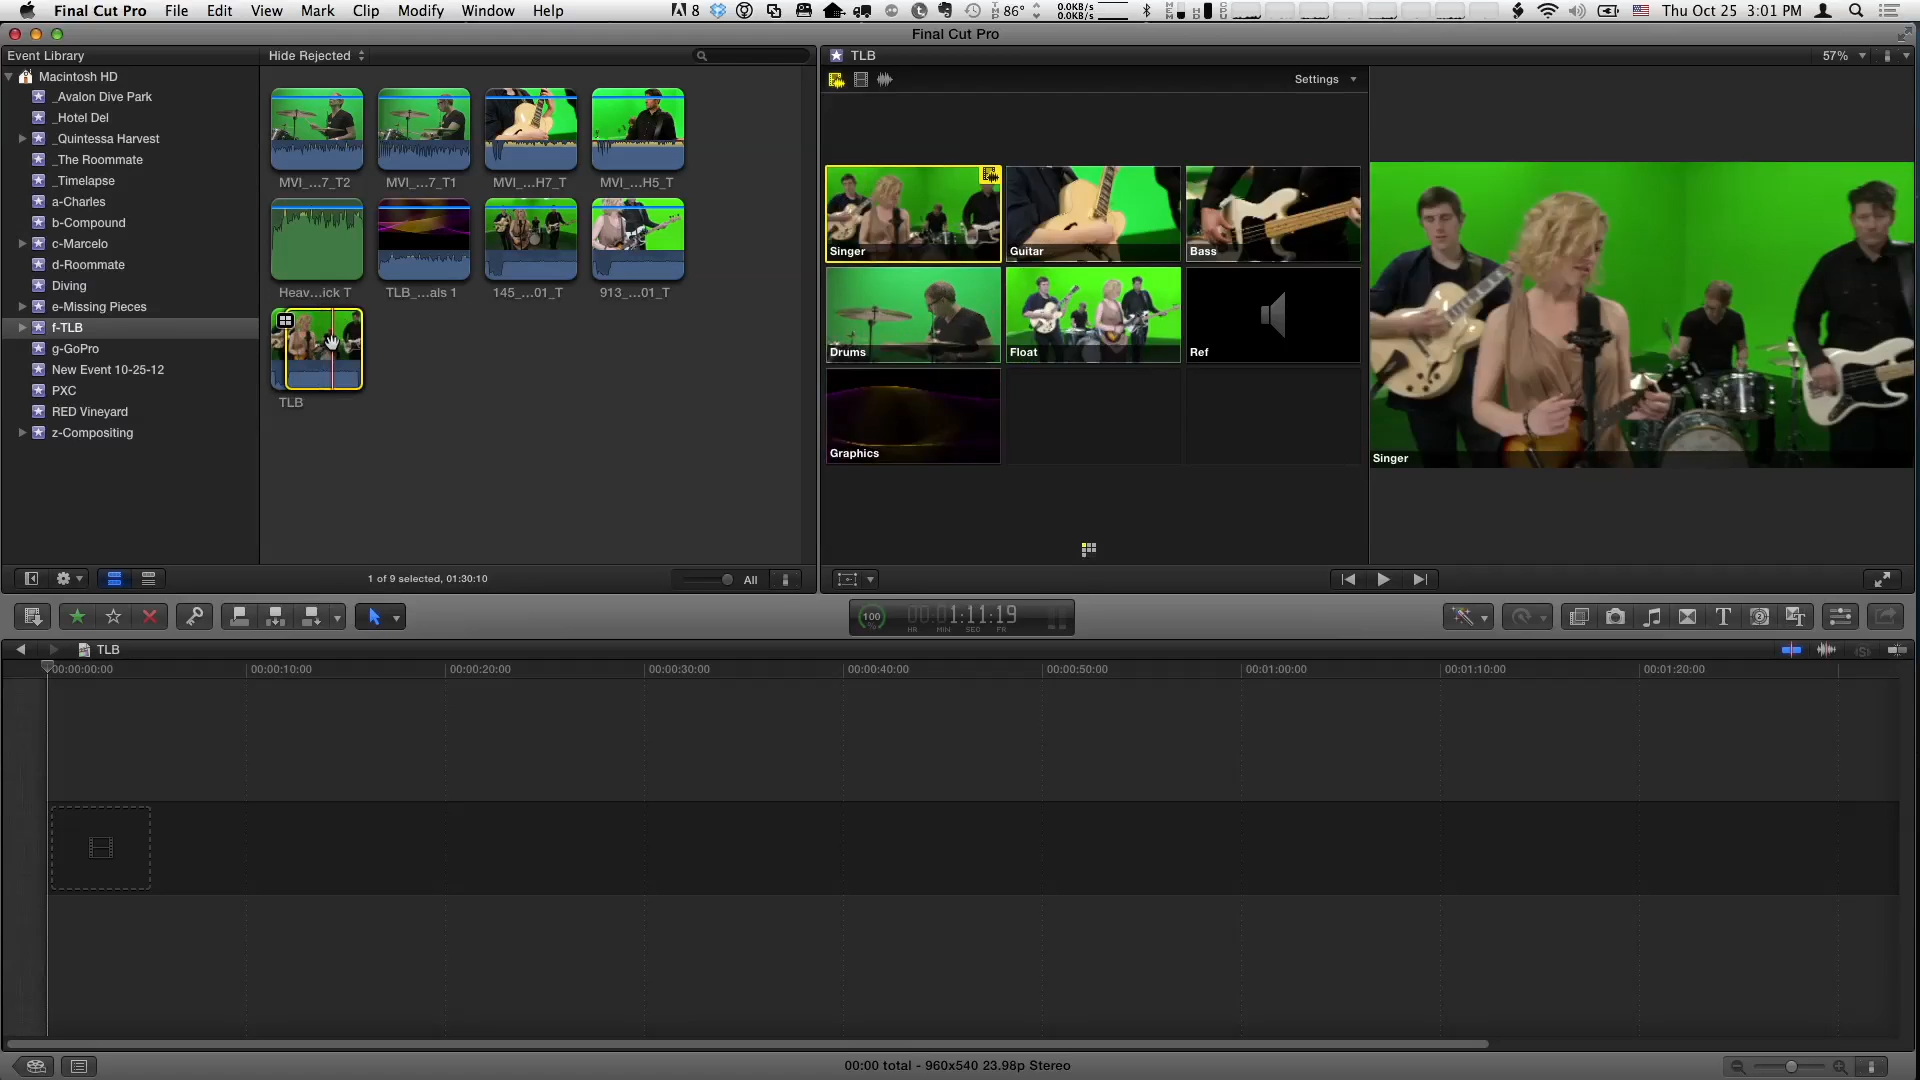 Final Cut Pro File Edit View Mark Clip Modify Window Help
8
86°
0.0KB/s
0.0KB/s
Thu Oct 25 3:01 PM
Final Cut Pro
Event Library
Hide Rejected
TLB
57%
Macintosh HD
_Avalon Dive Park
_Hotel Del
_Quintessa Harvest
_The Roommate
_Timelapse
a-Charles
b-Compound
c-Marcelo
d-Roommate
Diving
e-Missing Pieces
f-TLB
g-GoPro
New Event 10-25-12
PXC
RED Vineyard
z-Compositing
MVI_...7_T2
MVI_...7_T1
MVI_...H7_T
MVI_...H5_T
Heav...ick T
TLB_...als 1
145_...01_T
913_...01_T
TLB
Settings
Singer
Guitar
Bass
Drums
Float
Ref
Graphics
Singer
1 of 9 selected, 01:30:10
All
100
%
00:01:11:19
HR MIN SEC FR
TLB
00:00:00:00
00:00:10:00
00:00:20:00
00:00:30:00
00:00:40:00
00:00:50:00
00:01:00:00
00:01:10:00
00:01:20:00
00:00 total - 960x540 23.98p Stereo